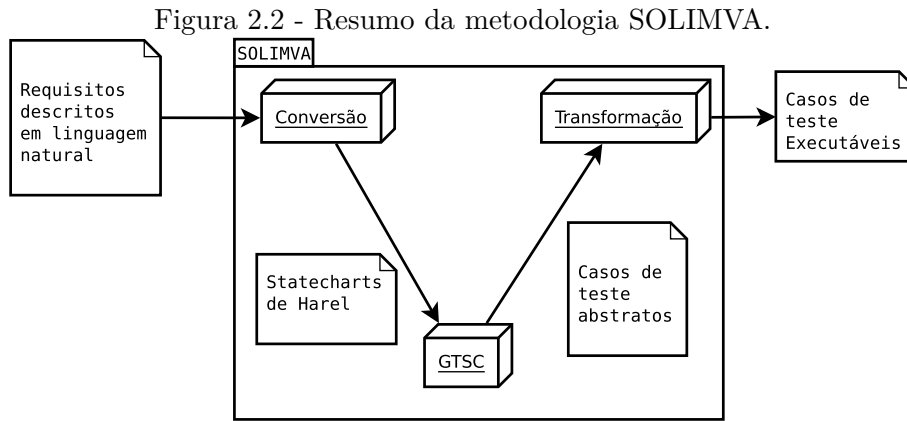 Figura 2.2 - Resumo da metodologia SOLIMVA.
SOLIMVA
Requisitos
descritos
em linguagem
natural
Conversão
Transformação
Casos de
teste
Executáveis
Statecharts
de Harel
Casos de
teste
abstratos
GTSC